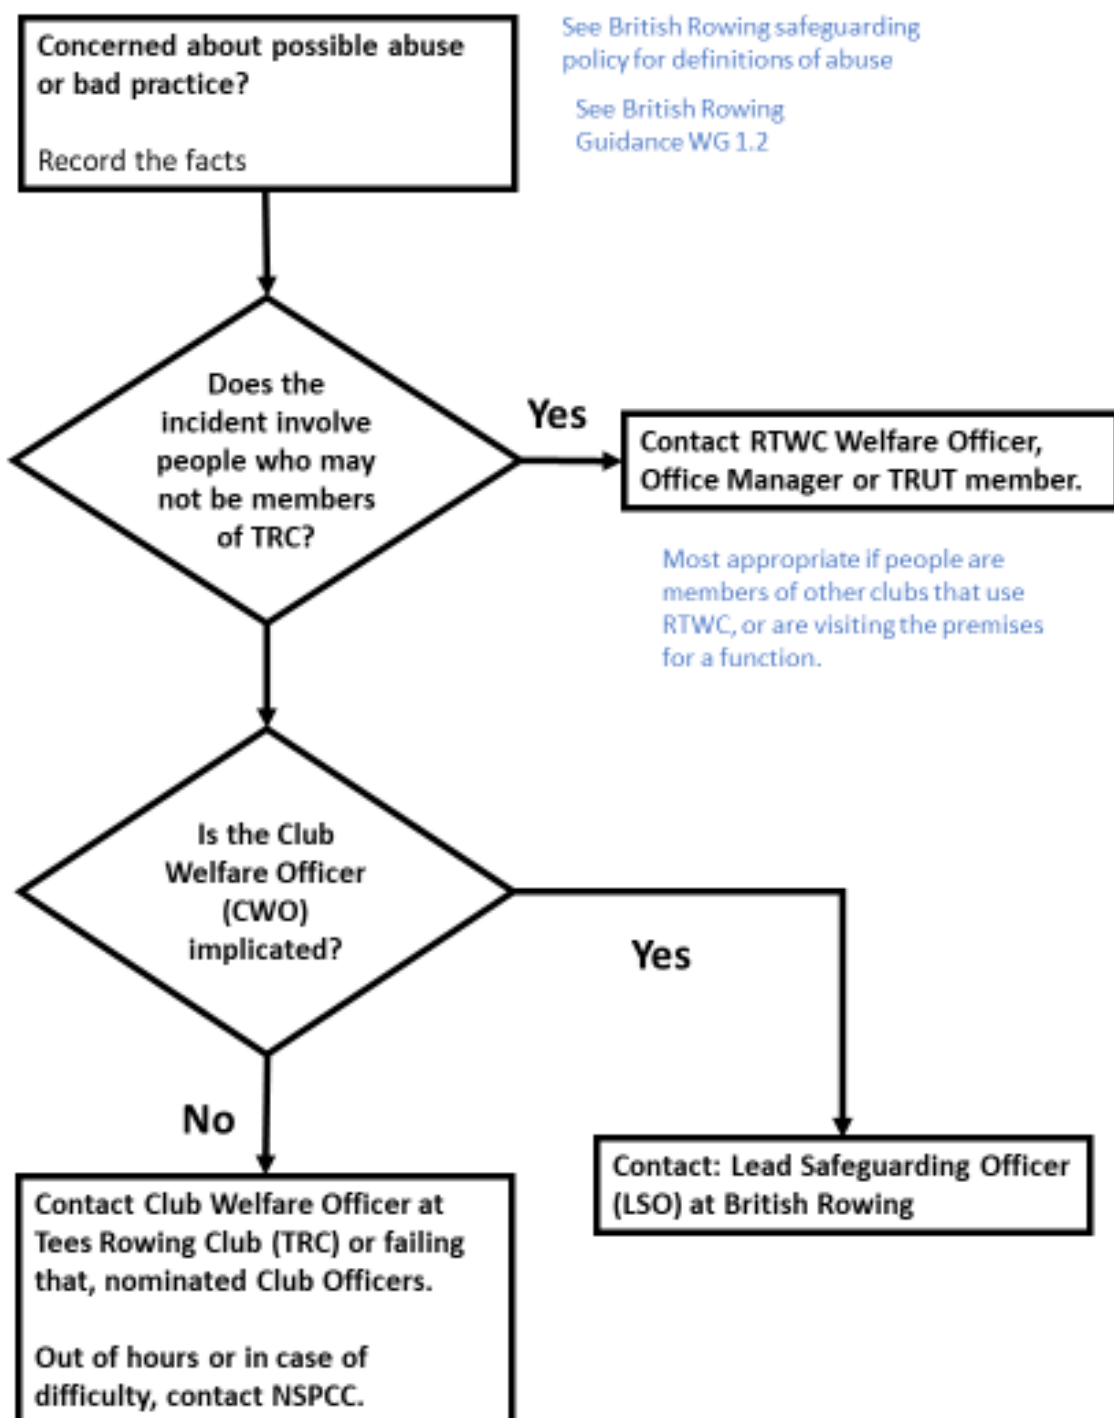 Concerned about possible abuse
or bad practice?
Record the facts
See British Rowing safeguarding
policy for definitions of abuse
See British Rowing
Guidance WG 1.2
Does the
incident involve
people who may
not be members
of TRC?
Yes
Contact RTWC Welfare Officer,
Office Manager or TRUT member.
Most appropriate if people are
members of other clubs that use
RTWC, or are visiting the premises
for a function.
Is the Club
Welfare Officer
(CWO)
implicated?
Yes
No
Contact: Lead Safeguarding Officer
(LSO) at British Rowing
Contact Club Welfare Officer at
Tees Rowing Club (TRC) or failing
that, nominated Club Officers.
Out of hours or in case of
difficulty, contact NSPCC.